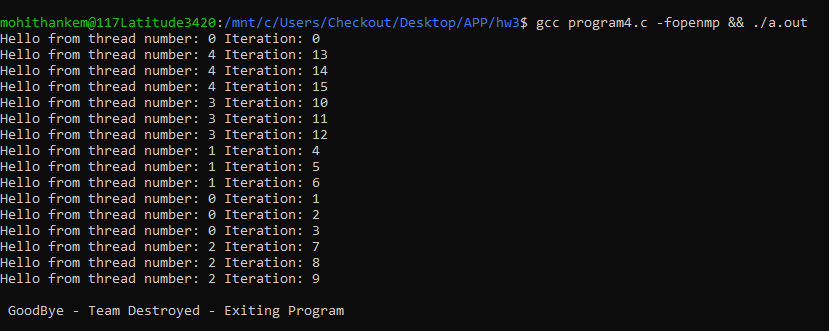 mohithankem@117Latitude3420:/mnt/c/Users/Checkout/Desktop/APP/hw3$ gcc program4.c -fopenmp && ./a.out
Hello from thread number: 0 Iteration: 0
Hello from thread number: 4 Iteration: 13
Hello from thread number: 4 Iteration: 14
Hello from thread number: 4 Iteration: 15
Hello from thread number: 3 Iteration: 10
Hello from thread number: 3 Iteration: 11
Hello from thread number: 3 Iteration: 12
Hello from thread number: 1 Iteration: 4
Hello from thread number: 1 Iteration: 5
Hello from thread number: 1 Iteration: 6
Hello from thread number: 0 Iteration: 1
Hello from thread number: 0 Iteration: 2
Hello from thread number: 0 Iteration: 3
Hello from thread number: 2 Iteration: 7
Hello from thread number: 2 Iteration: 8
Hello from thread number: 2 Iteration: 9
GoodBye - Team Destroyed - Exiting Program